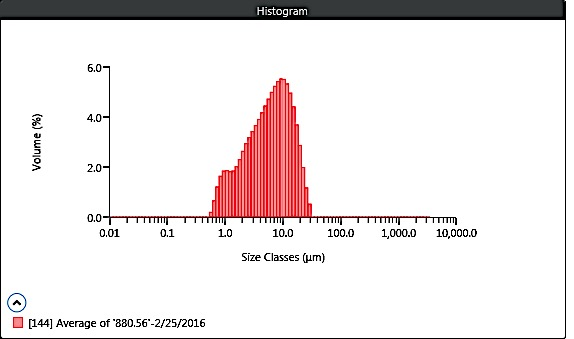 Histogram
6.0
4.0
2.0
0.0
Volume (%)
0.01 0.1 1.0 10.0 100.0 1,000.0 10,000.0
Size Classes (µm)
[144] Average of '880.56'-2/25/2016